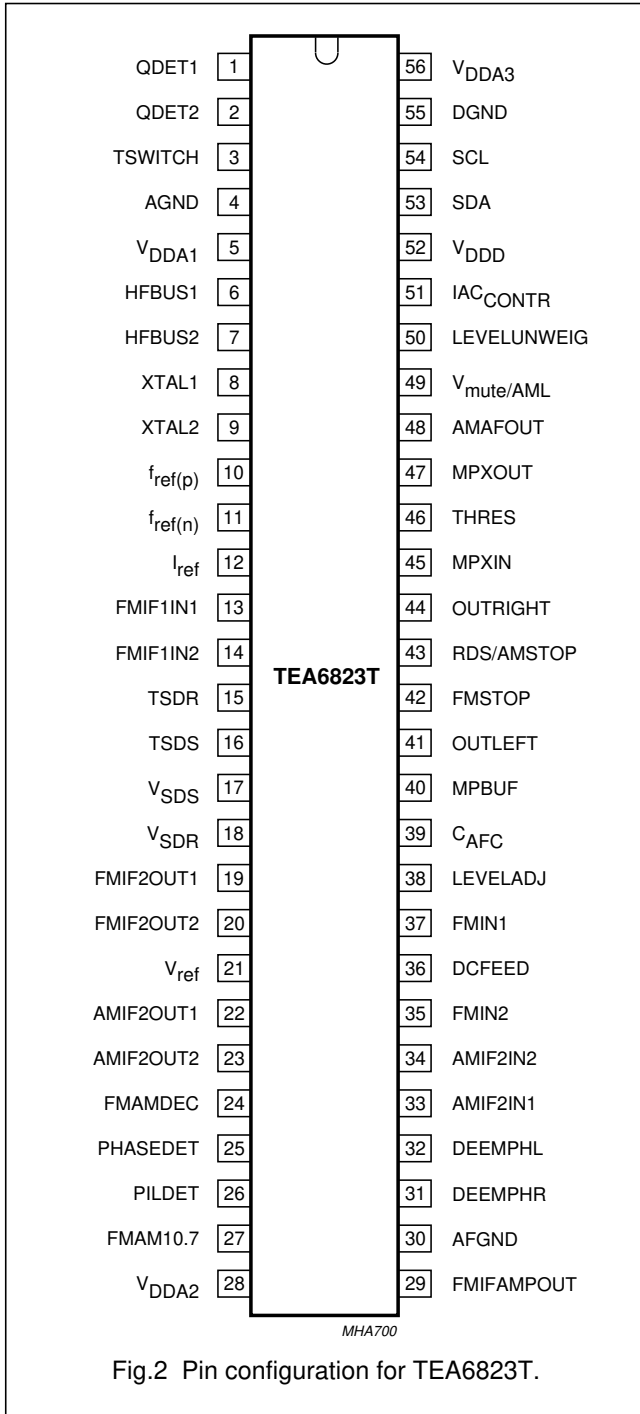 QDET1 1 56 VDDA3
QDET2 2 55 DGND
TSWITCH 3 54 SCL
AGND 4 53 SDA
VDDA1 5 52 VDDD
HFBUS1 6 51 IACCONTR
HFBUS2 7 50 LEVELUNWEIG
XTAL1 8 49 Vmute/AML
XTAL2 9 48 AMAFOUT
fref(p) 10 47 MPXOUT
fref(n) 11 46 THRES
Iref 12 45 MPXIN
FMIF1IN1 13 44 OUTRIGHT
FMIF1IN2 14 43 RDS/AMSTOP
TEA6823T
TSDR 15 42 FMSTOP
TSDS 16 41 OUTLEFT
VSDS 17 40 MPBUF
VSDR 18 39 CAFC
FMIF2OUT1 19 38 LEVELADJ
FMIF2OUT2 20 37 FMIN1
Vref 21 36 DCFEED
AMIF2OUT1 22 35 FMIN2
AMIF2OUT2 23 34 AMIF2IN2
FMAMDEC 24 33 AMIF2IN1
PHASEDET 25 32 DEEMPHL
PILDET 26 31 DEEMPHR
FMAM10.7 27 30 AFGND
VDDA2 28 29 FMIFAMPOUT
MHA700
Fig.2 Pin configuration for TEA6823T.